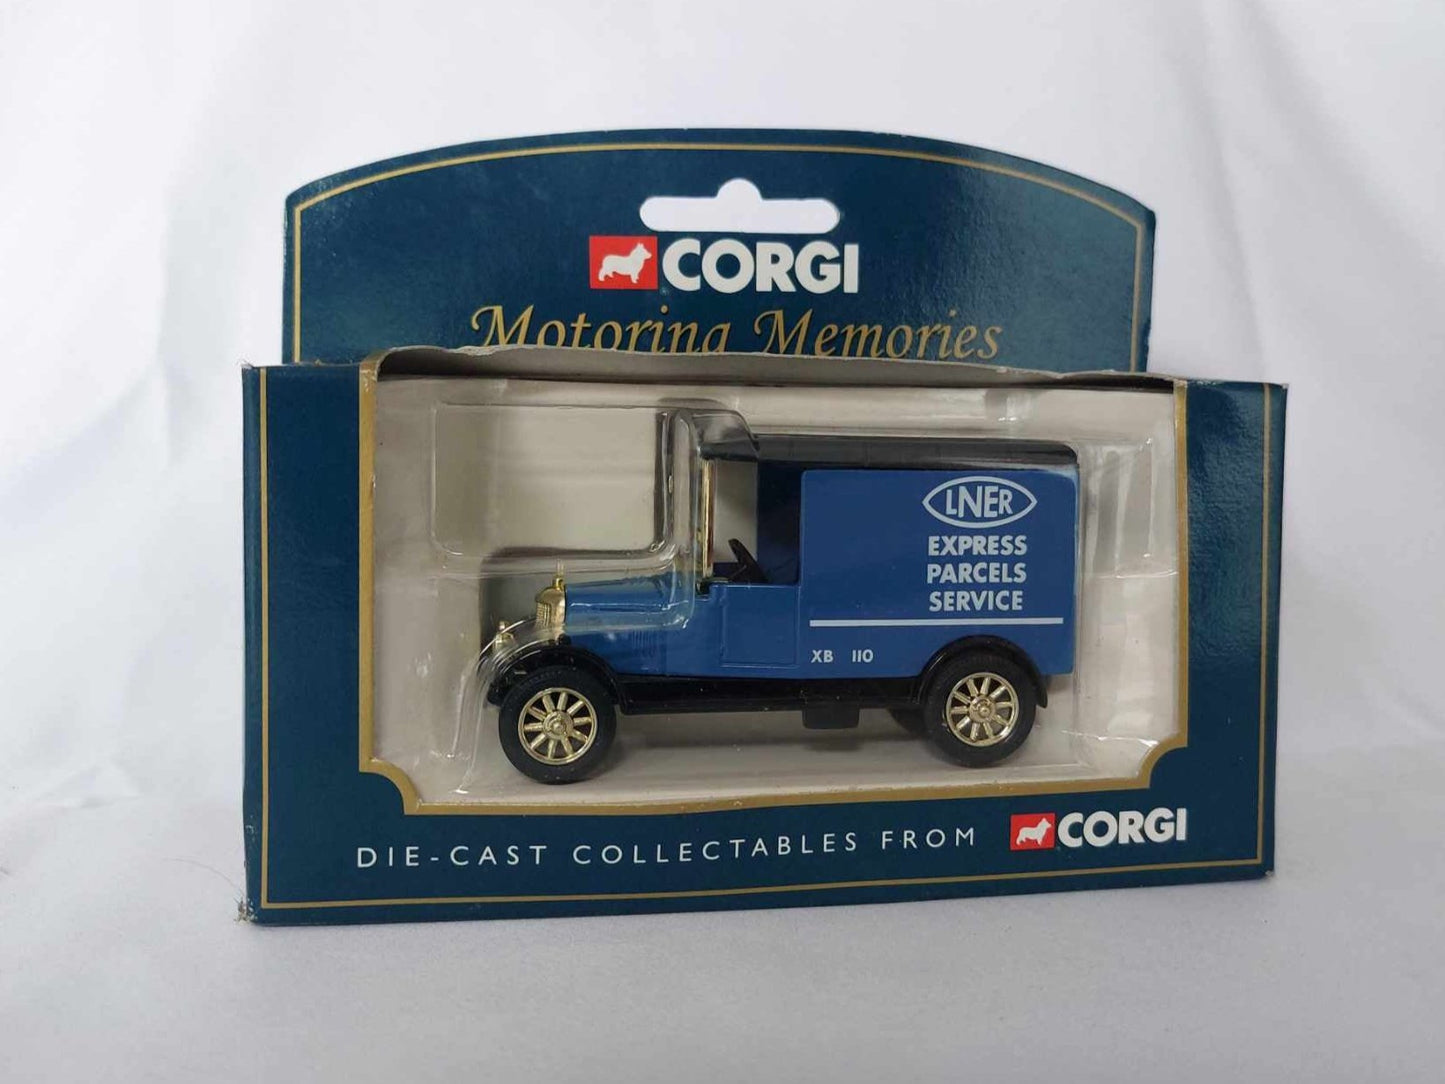 CORGI
Motoring Memories
LNER
EXPRESS
PARCELS
SERVICE
XB 110
DIE-CAST COLLECTABLES FROM CORGI